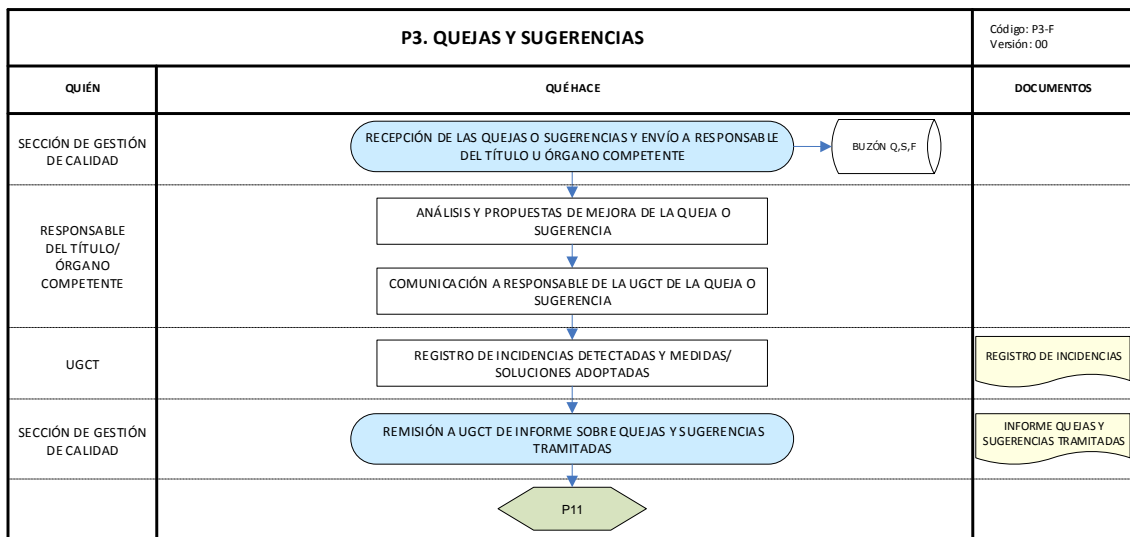 P3. QUEJAS Y SUGERENCIAS
Código: P3-F
Versión: 00
QUIÉN
QUÉ HACE
DOCUMENTOS
SECCIÓN DE GESTIÓN
DE CALIDAD
RECEPCIÓN DE LAS QUEJAS O SUGERENCIAS Y ENVÍO A RESPONSABLE
DEL TÍTULO U ÓRGANO COMPETENTE
BUZÓN Q,S,F
RESPONSABLE
DEL TÍTULO/
ÓRGANO
COMPETENTE
ANÁLISIS Y PROPUESTAS DE MEJORA DE LA QUEJA O
SUGERENCIA
COMUNICACIÓN A RESPONSABLE DE LA UGCT DE LA QUEJA O
SUGERENCIA
UGCT
REGISTRO DE INCIDENCIAS DETECTADAS Y MEDIDAS/
SOLUCIONES ADOPTADAS
REGISTRO DE INCIDENCIAS
SECCIÓN DE GESTIÓN
DE CALIDAD
REMISIÓN A UGCT DE INFORME SOBRE QUEJAS Y SUGERENCIAS
TRAMITADAS
INFORME QUEJAS Y
SUGERENCIAS TRAMITADAS
P11